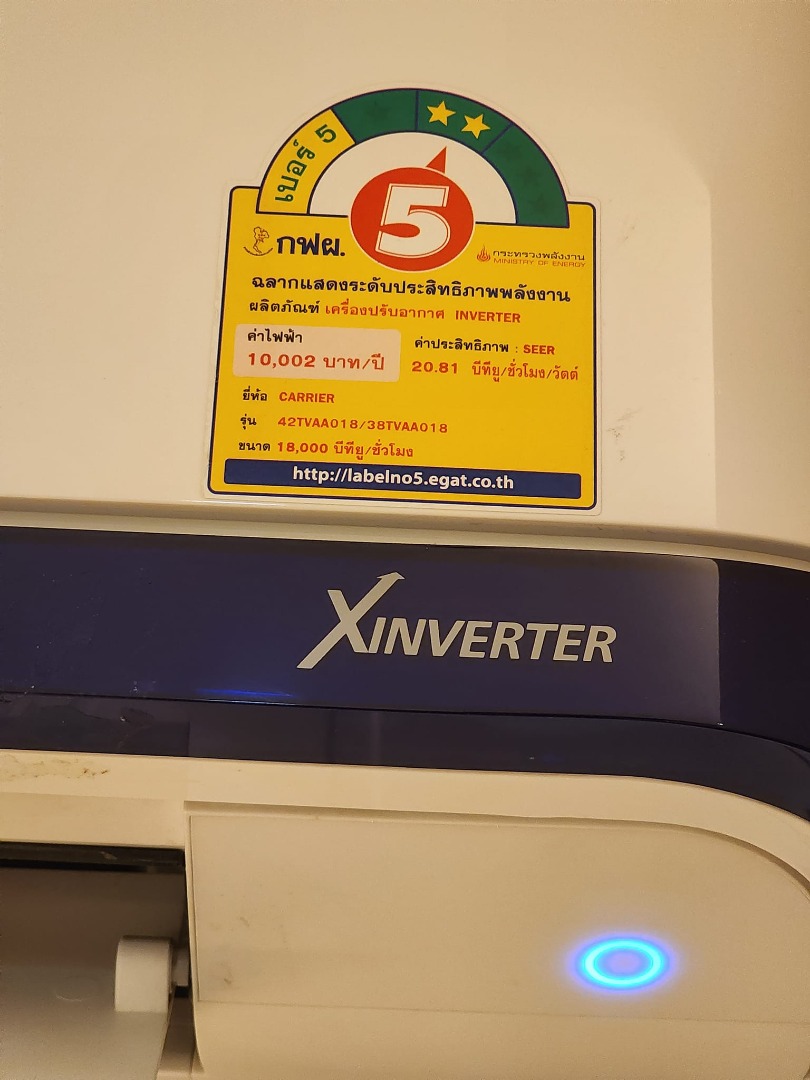 เบอร์ 5
5
กฟผ.
กระทรวงพลังงาน
MINISTRY OF ENERGY
ฉลากแสดงระดับประสิทธิภาพพลังงาน
ผลิตภัณฑ์ เครื่องปรับอากาศ INVERTER
ค่าไฟฟ้า
10,002 บาท/ปี
ค่าประสิทธิภาพ : SEER
20.81 บีทียู/ชั่วโมง/วัตต์
ยี่ห้อ CARRIER
รุ่น 42TVAA018/38TVAA018
ขนาด 18,000 บีทียู/ชั่วโมง
http://labelno5.egat.co.th
XINVERTER